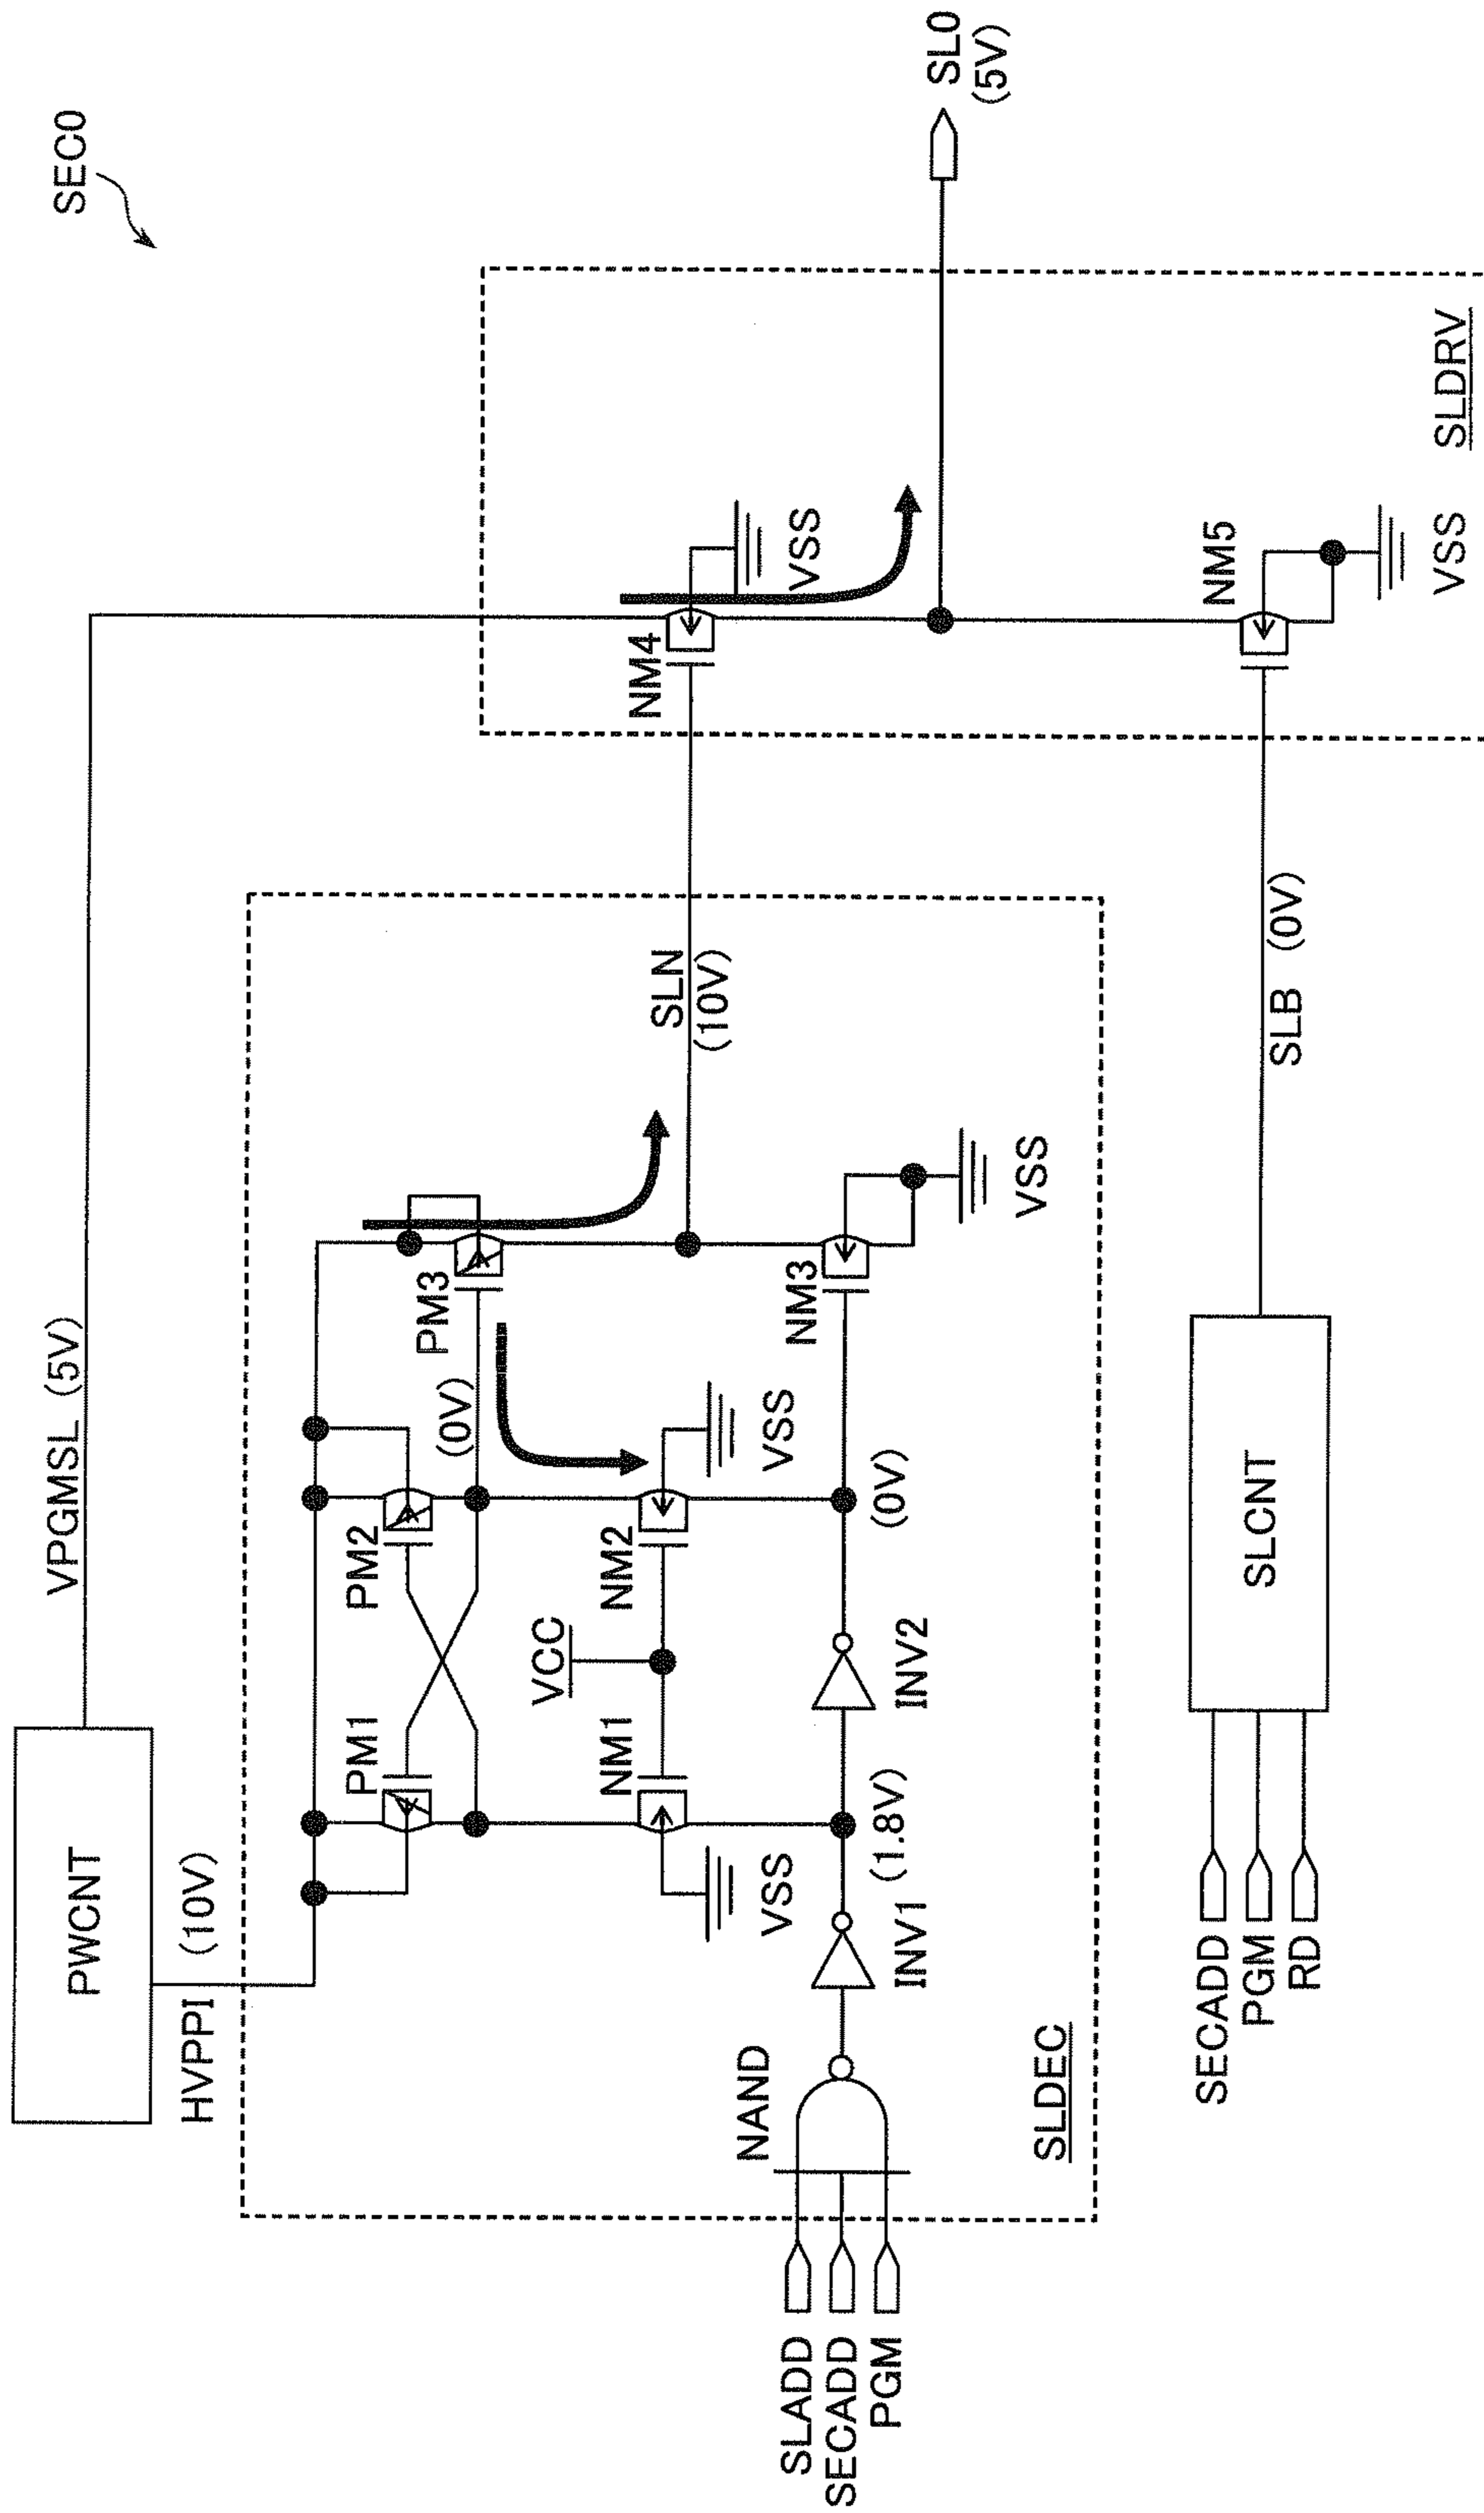 SEC0
PWCNT
VPGMSL (5V)
HVPPI (10V)
PM1
PM2
PM3
(0V)
VCC
NM1
NM2
VSS
VSS
SLN
(10V)
NM4
VSS
SL0
(5V)
NAND
INV1
(1.8V)
INV2
(0V)
NM3
VSS
SLADD
SECADD
PGM
SLDEC
SECADD
PGM
RD
SLCNT
SLB (0V)
NM5
VSS
SLDRV